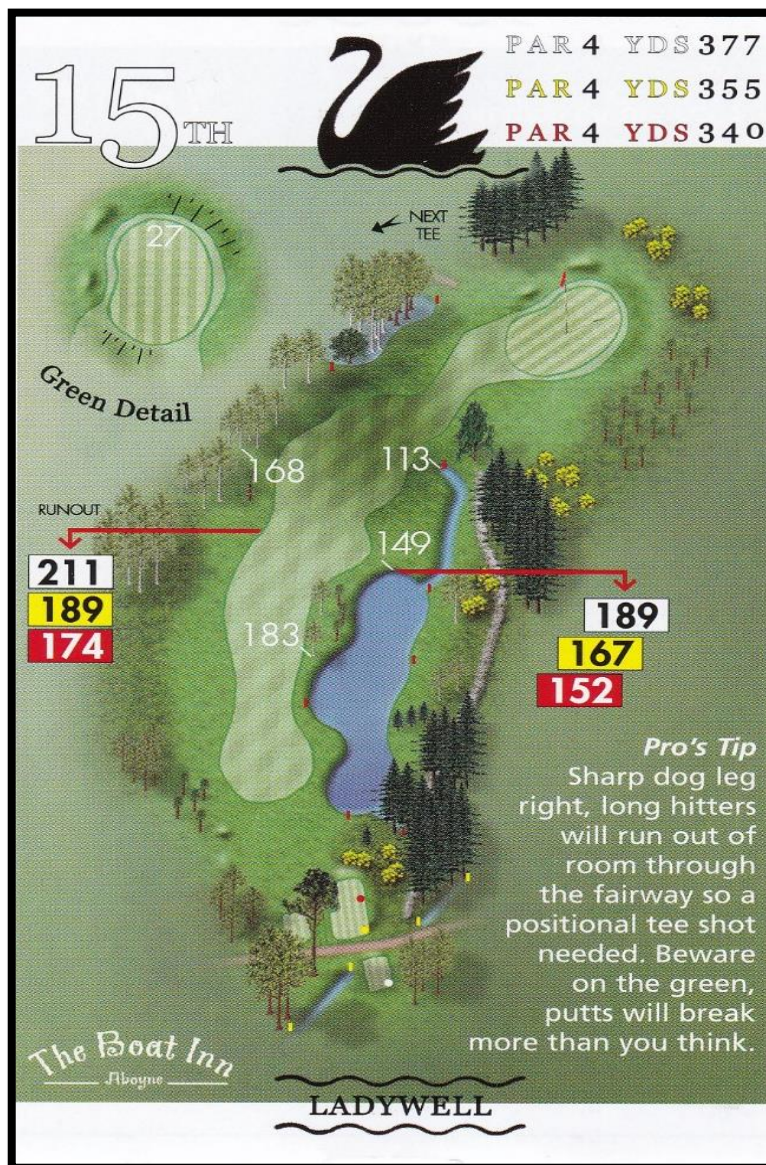 15TH
PAR 4 YDS 377
PAR 4 YDS 355
PAR 4 YDS 340
27
Green Detail
NEXT
TEE
168
113
RUNOUT
211
189
174
149
189
167
152
183
Pro's Tip
Sharp dog leg
right, long hitters
will run out of
room through
the fairway so a
positional tee shot
needed. Beware
on the green,
putts will break
more than you think.
The Boat Inn
Aboyne
LADYWELL